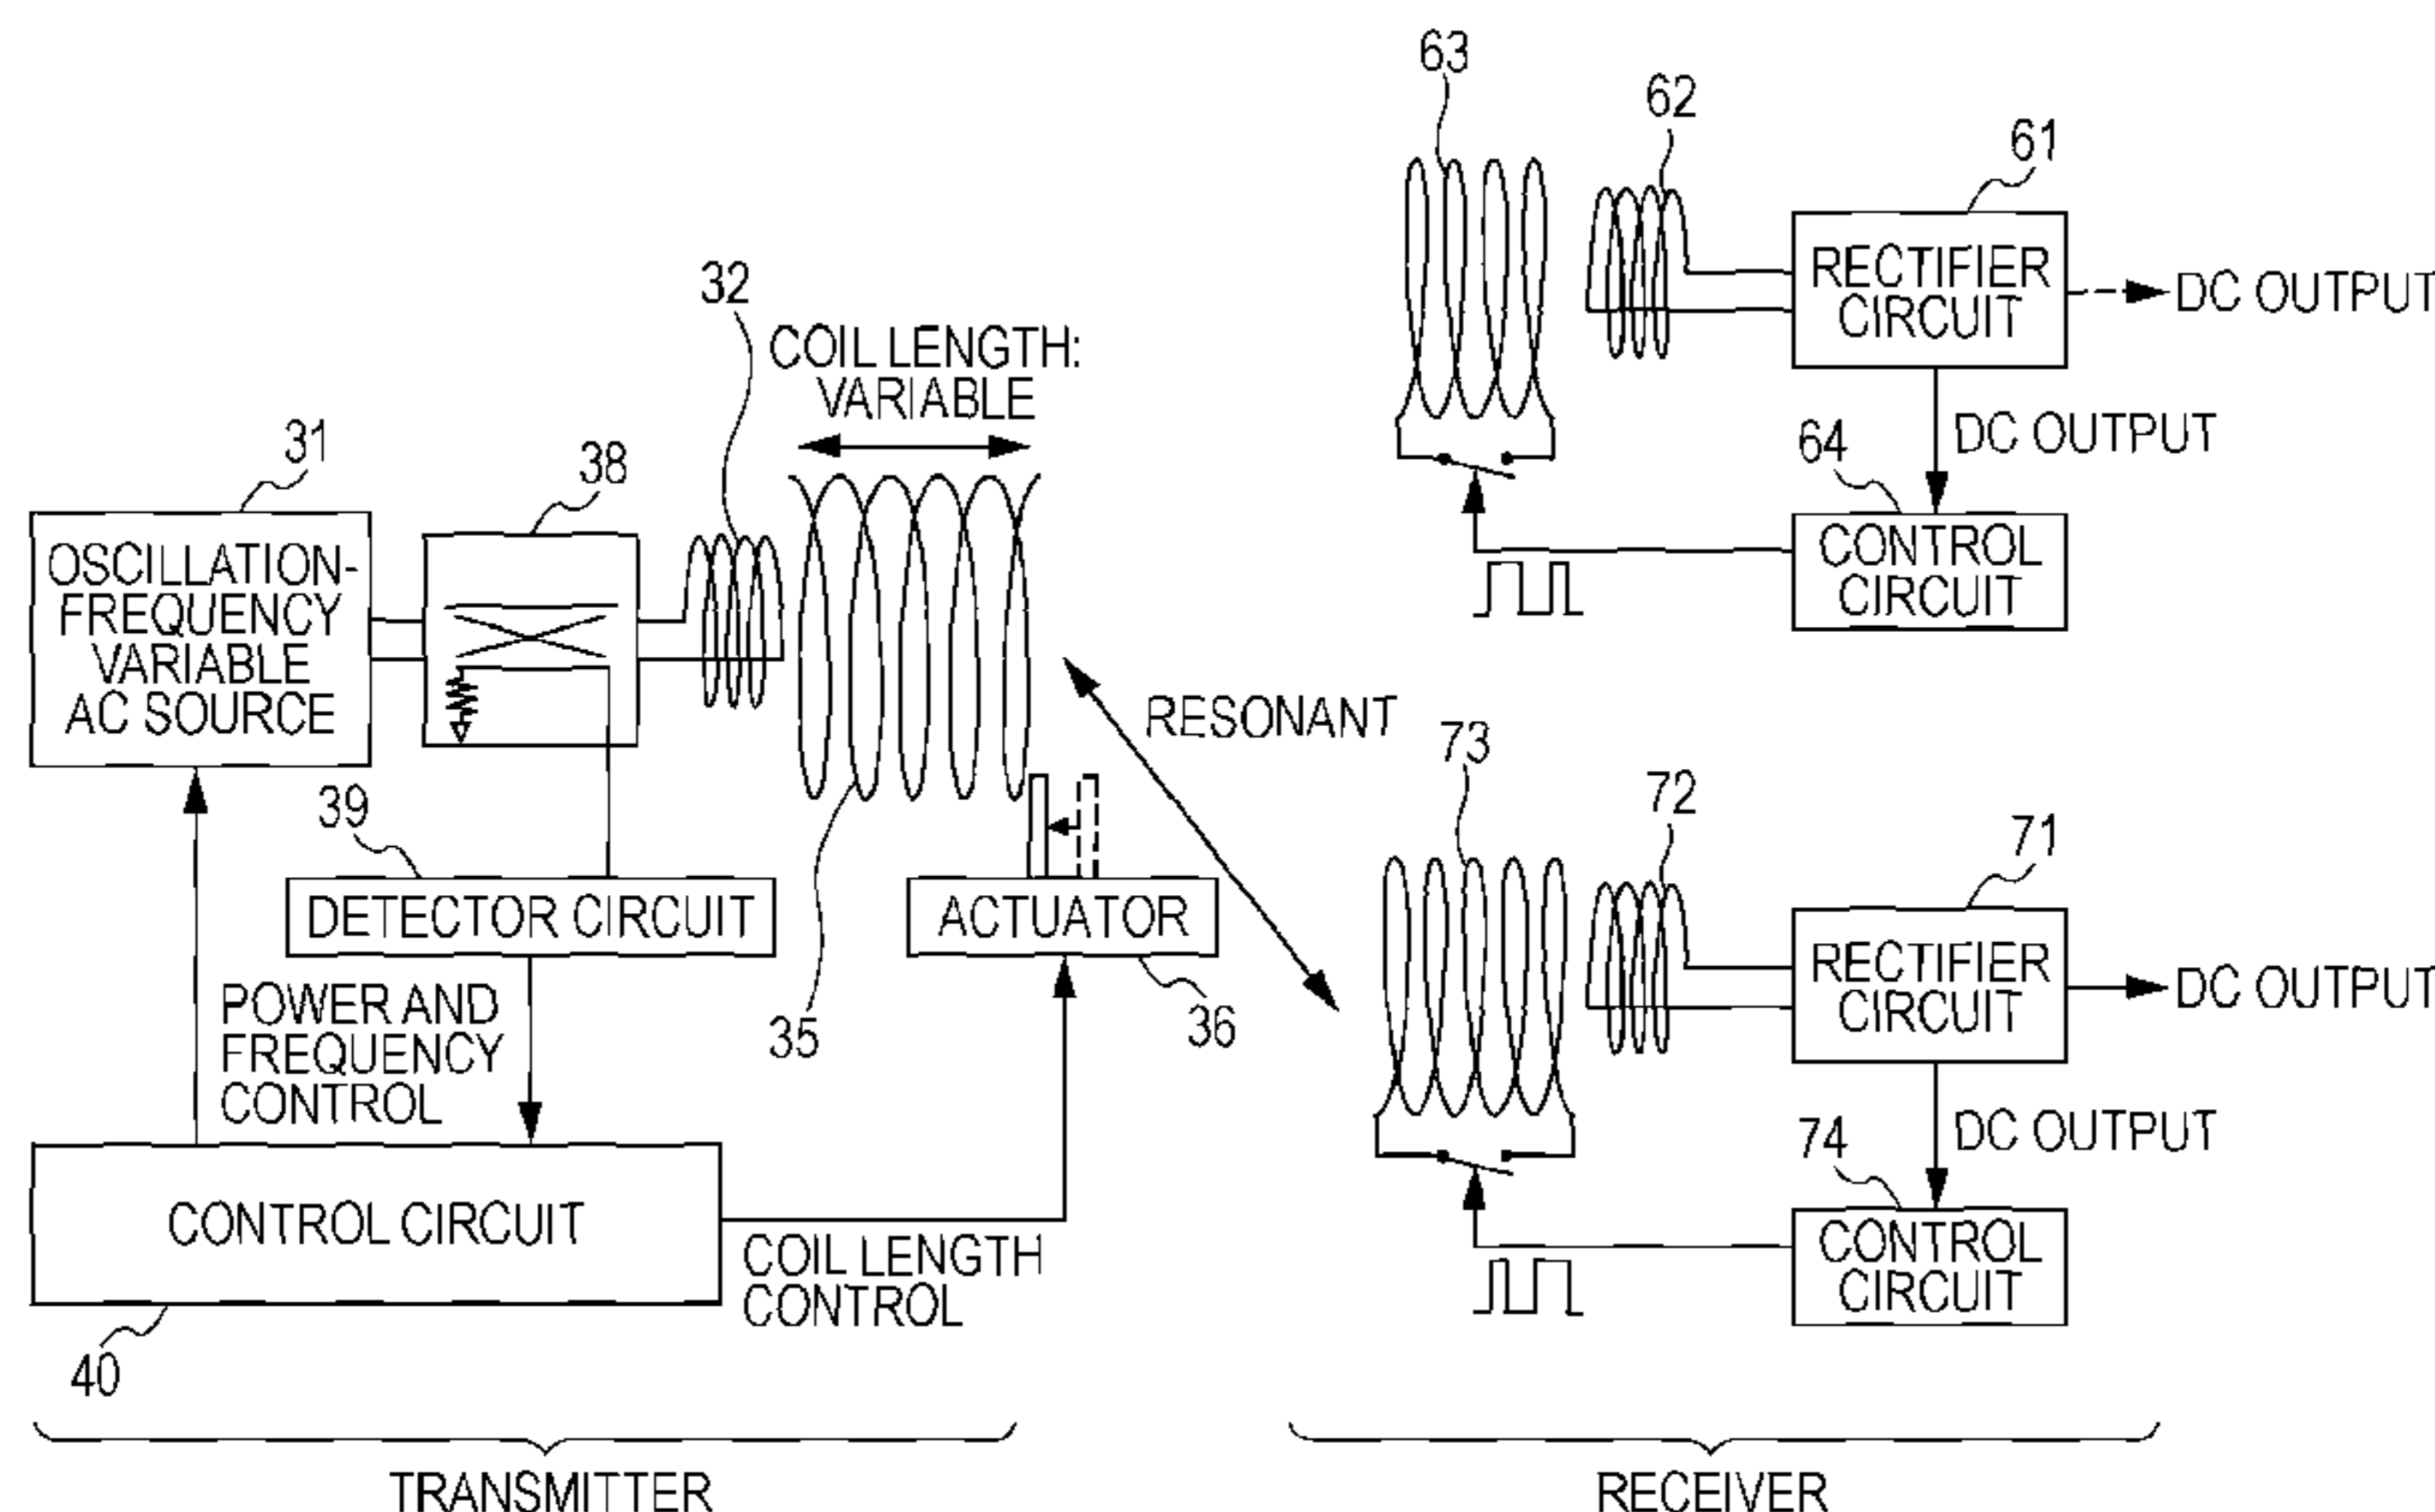 63
62
61
RECTIFIER
CIRCUIT
DC OUTPUT
DC OUTPUT
64
CONTROL
CIRCUIT
32
COIL LENGTH:
VARIABLE
31
38
OSCILLATION-
FREQUENCY
VARIABLE
AC SOURCE
39
DETECTOR CIRCUIT
35
ACTUATOR
36
RESONANT
POWER AND
FREQUENCY
CONTROL
CONTROL CIRCUIT
40
COIL LENGTH
CONTROL
73
72
71
RECTIFIER
CIRCUIT
DC OUTPUT
DC OUTPUT
74
CONTROL
CIRCUIT
TRANSMITTER
RECEIVER